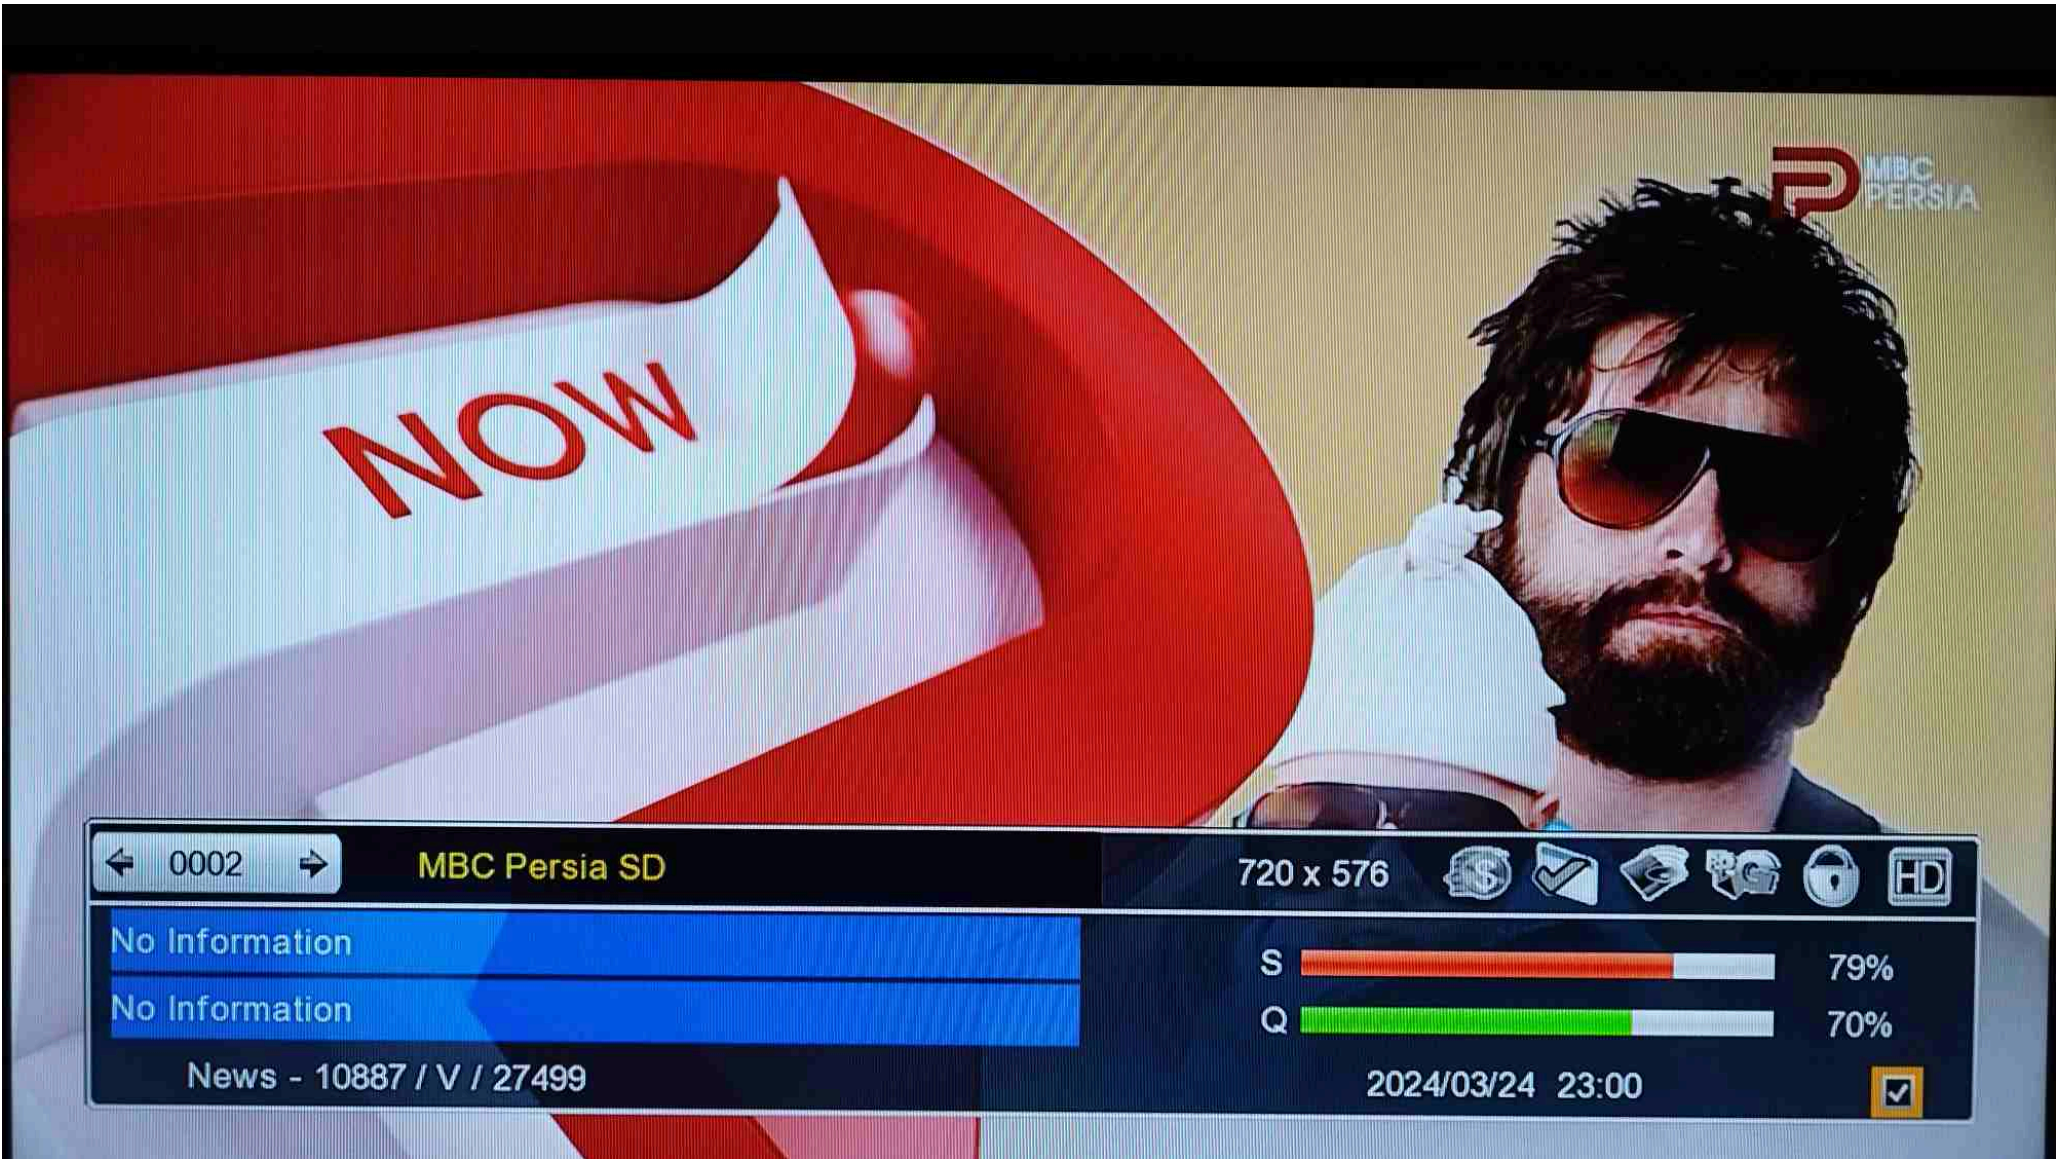 MBC
PERSIA
NOW
0002
MBC Persia SD
720 x 576
HD
No Information
S
79%
No Information
Q
70%
News - 10887 / V / 27499
2024/03/24 23:00